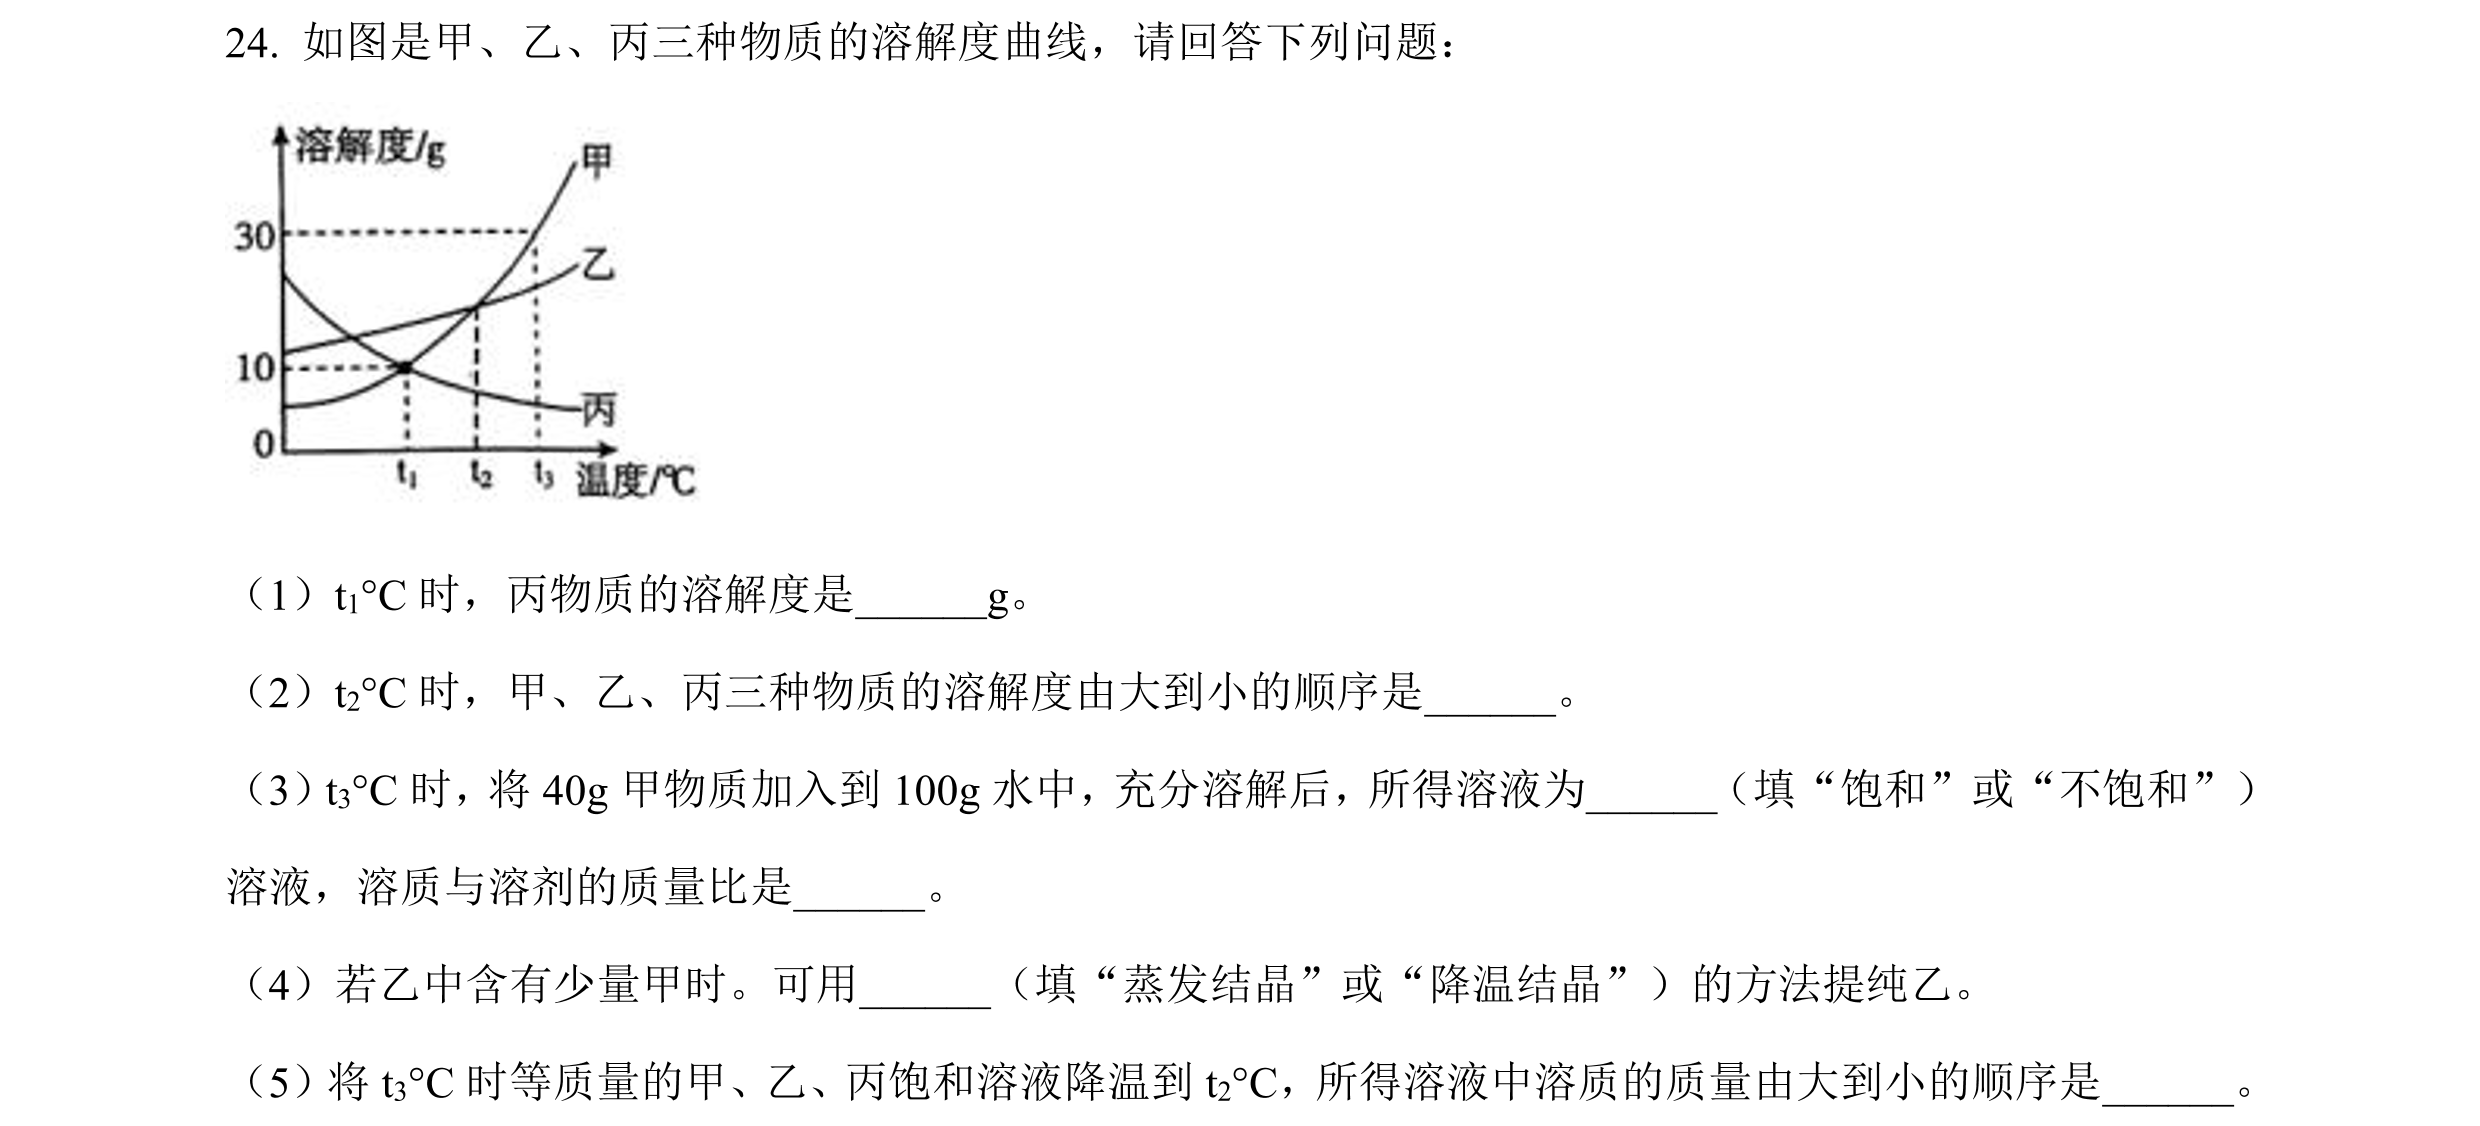 24. 如图是甲、乙、丙三种物质的溶解度曲线，请回答下列问题：
溶解度/g
甲
30
乙
10
丙
0
t₁ t₂ t₃ 温度/℃
（1）t₁°C 时，丙物质的溶解度是______g。
（2）t₂°C 时，甲、乙、丙三种物质的溶解度由大到小的顺序是______。
（3）t₃°C 时，将 40g 甲物质加入到 100g 水中，充分溶解后，所得溶液为______（填“饱和”或“不饱和”）
溶液，溶质与溶剂的质量比是______。
（4）若乙中含有少量甲时。可用______（填“蒸发结晶”或“降温结晶”）的方法提纯乙。
（5）将 t₃°C 时等质量的甲、乙、丙饱和溶液降温到 t₂°C，所得溶液中溶质的质量由大到小的顺序是______。